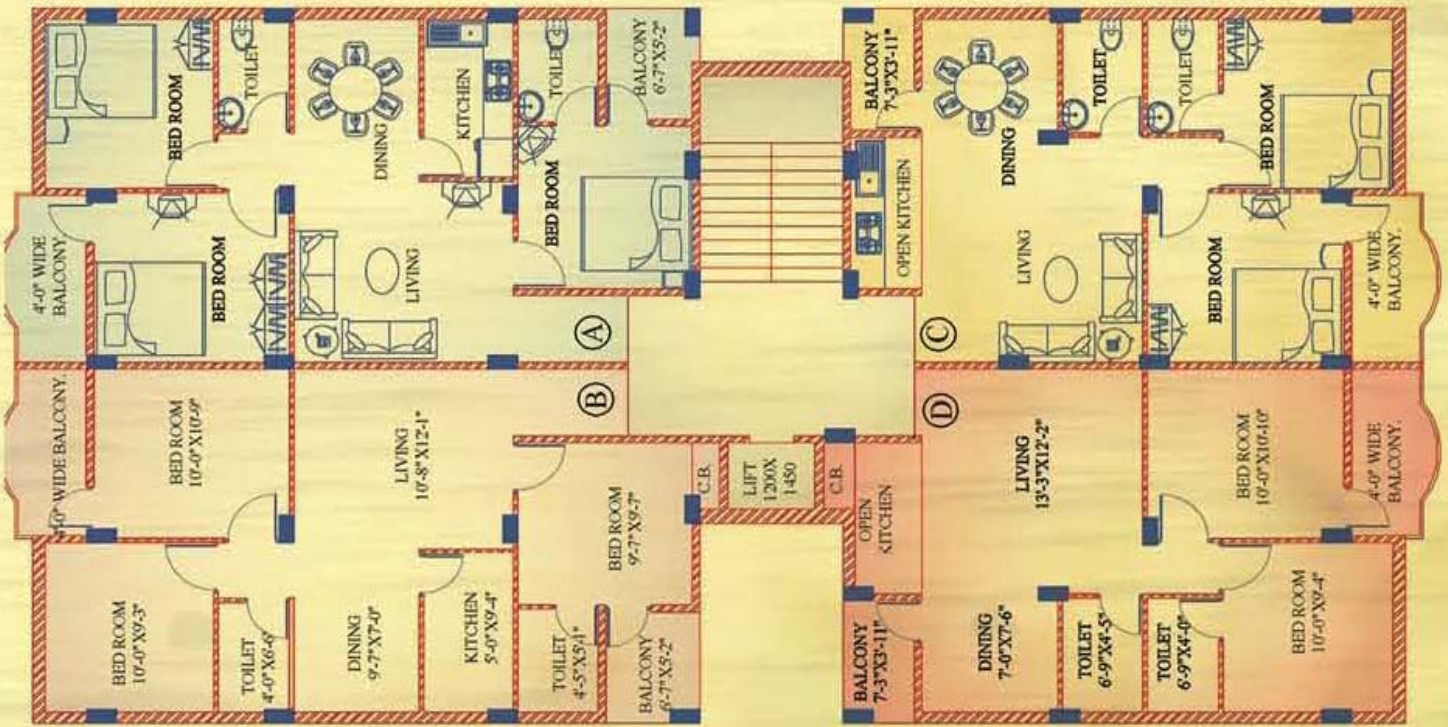 BED ROOM
TOILET
DINING
KITCHEN
TOILET
BALCONY
6'-7"X5'-2"
4'-0" WIDE
BALCONY
BED ROOM
LIVING
BED ROOM
A
4'-0" WIDE BALCONY.
BED ROOM
10'-0"X10'-9"
LIVING
10'-8"X12'-1"
B
BED ROOM
10'-0"X9'-3"
TOILET
4'-0"X6'-6"
DINING
9'-7"X7'-0"
KITCHEN
5'-0"X9'-4"
TOILET
4'-5"X5'-1"
BED ROOM
9'-7"X9'-7"
BALCONY
6'-7"X5'-2"
C.B.
LIFT
1200X
1450
C.B.
BALCONY
7'-3"X3'-11"
DINING
TOILET
TOILET
BED ROOM
OPEN KITCHEN
LIVING
BED ROOM
4'-0" WIDE
BALCONY.
C
D
LIVING
13'-3"X12'-2"
BED ROOM
10'-0"X10'-10"
4'-0" WIDE
BALCONY.
OPEN
KITCHEN
BALCONY
7'-3"X3'-11"
DINING
7'-0"X7'-6"
TOILET
6'-9"X4'-5"
TOILET
6'-9"X4'-0"
BED ROOM
10'-0"X9'-4"